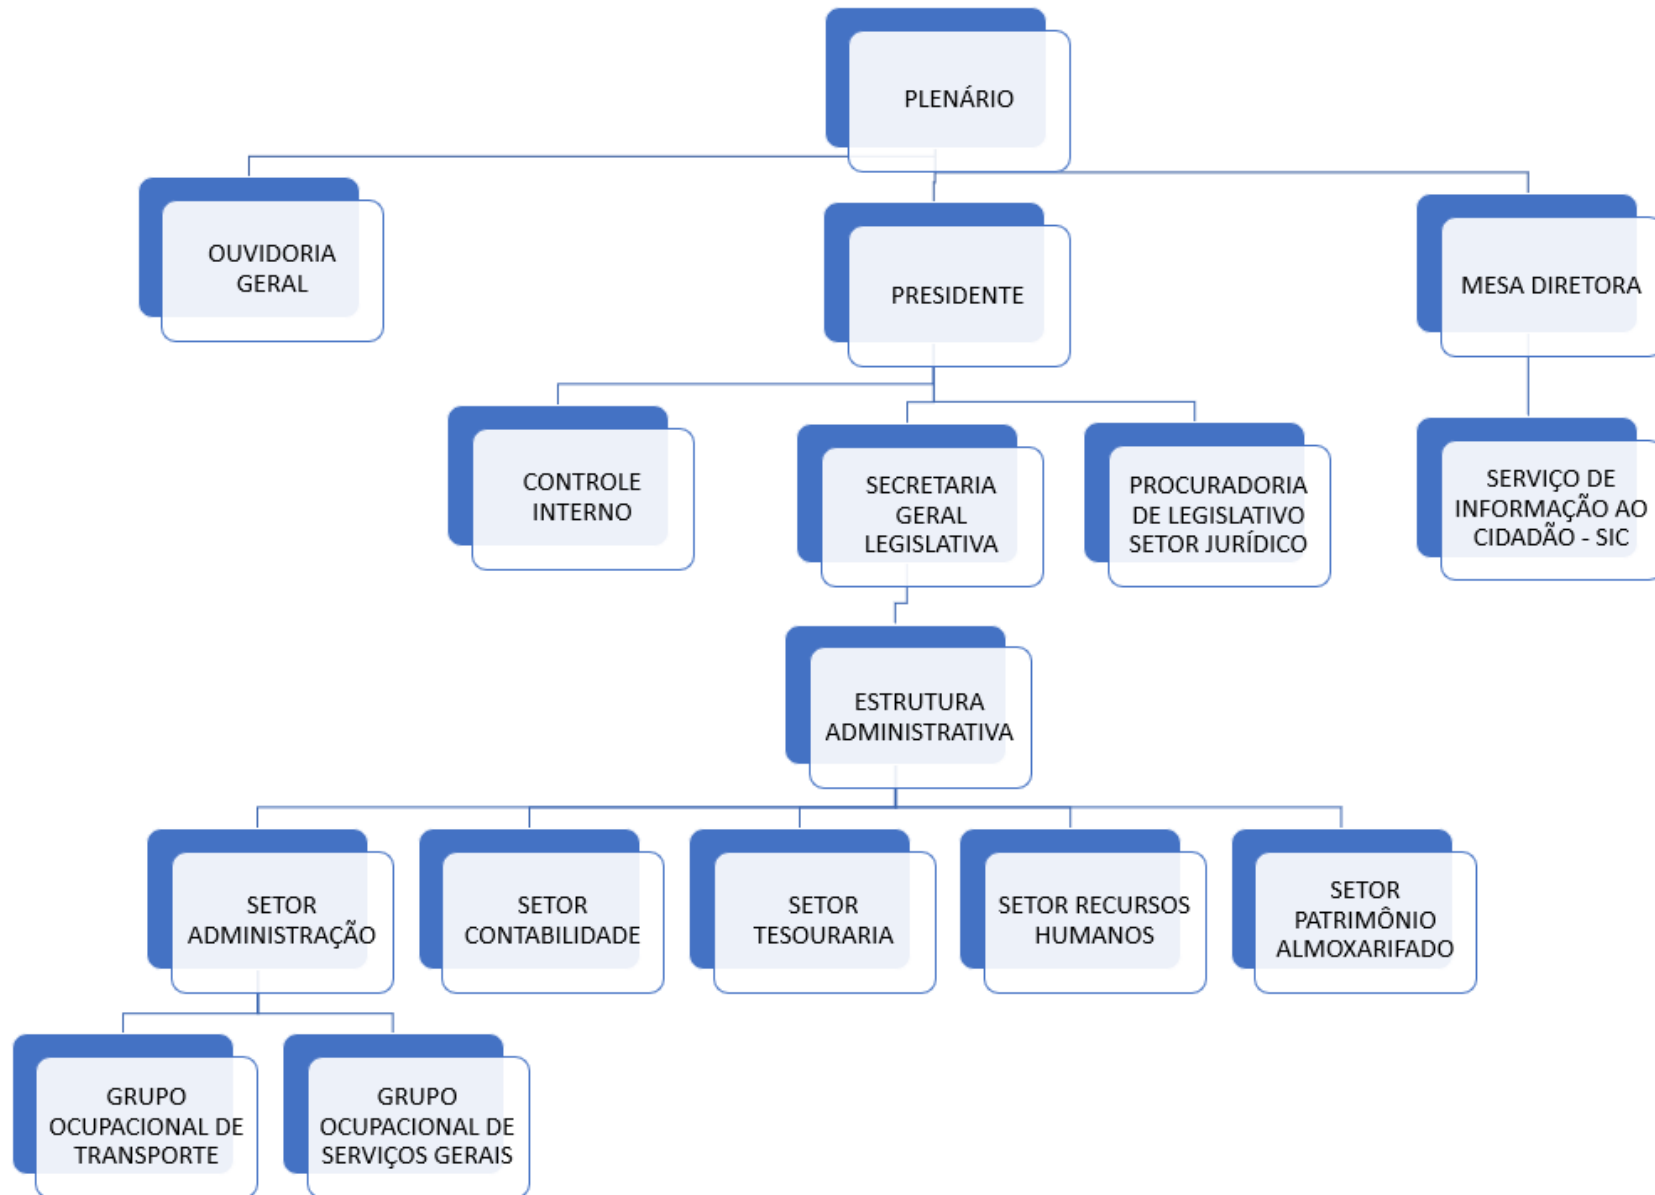 PLENÁRIO
OUVIDORIA
GERAL
PRESIDENTE
MESA DIRETORA
CONTROLE
INTERNO
SECRETARIA
GERAL
LEGISLATIVA
PROCURADORIA
DE LEGISLATIVO
SETOR JURÍDICO
SERVIÇO DE
INFORMAÇÃO AO
CIDADÃO - SIC
ESTRUTURA
ADMINISTRATIVA
SETOR
ADMINISTRAÇÃO
SETOR
CONTABILIDADE
SETOR
TESOURARIA
SETOR RECURSOS
HUMANOS
SETOR
PATRIMÔNIO
ALMOXARIFADO
GRUPO
OCUPACIONAL DE
TRANSPORTE
GRUPO
OCUPACIONAL DE
SERVIÇOS GERAIS